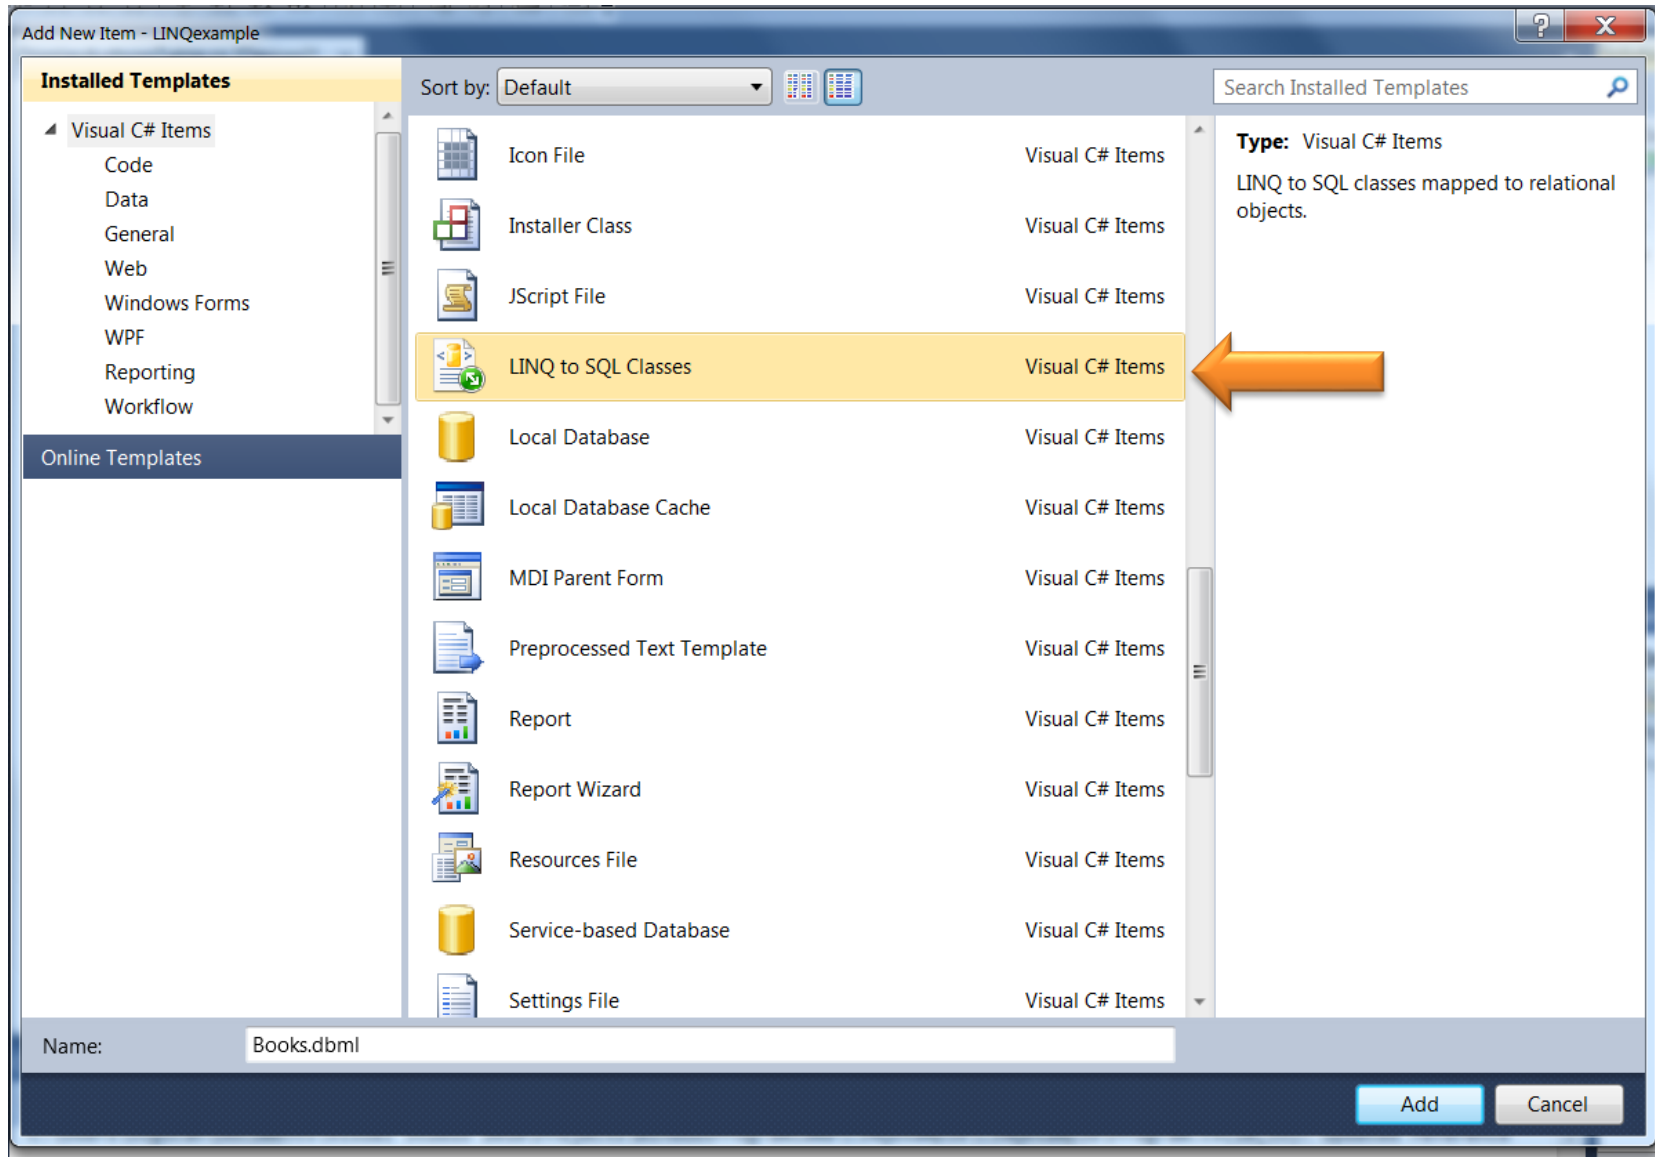 Add New Item - LINQexample
Installed Templates
Visual C# Items
Code
Data
General
Web
Windows Forms
WPF
Reporting
Workflow
Online Templates
Sort by: Default
Icon File Visual C# Items
Installer Class Visual C# Items
JScript File Visual C# Items
LINQ to SQL Classes Visual C# Items
Local Database Visual C# Items
Local Database Cache Visual C# Items
MDI Parent Form Visual C# Items
Preprocessed Text Template Visual C# Items
Report Visual C# Items
Report Wizard Visual C# Items
Resources File Visual C# Items
Service-based Database Visual C# Items
Settings File Visual C# Items
Search Installed Templates
Type: Visual C# Items
LINQ to SQL classes mapped to relational
objects.
Name: Books.dbml
Add Cancel